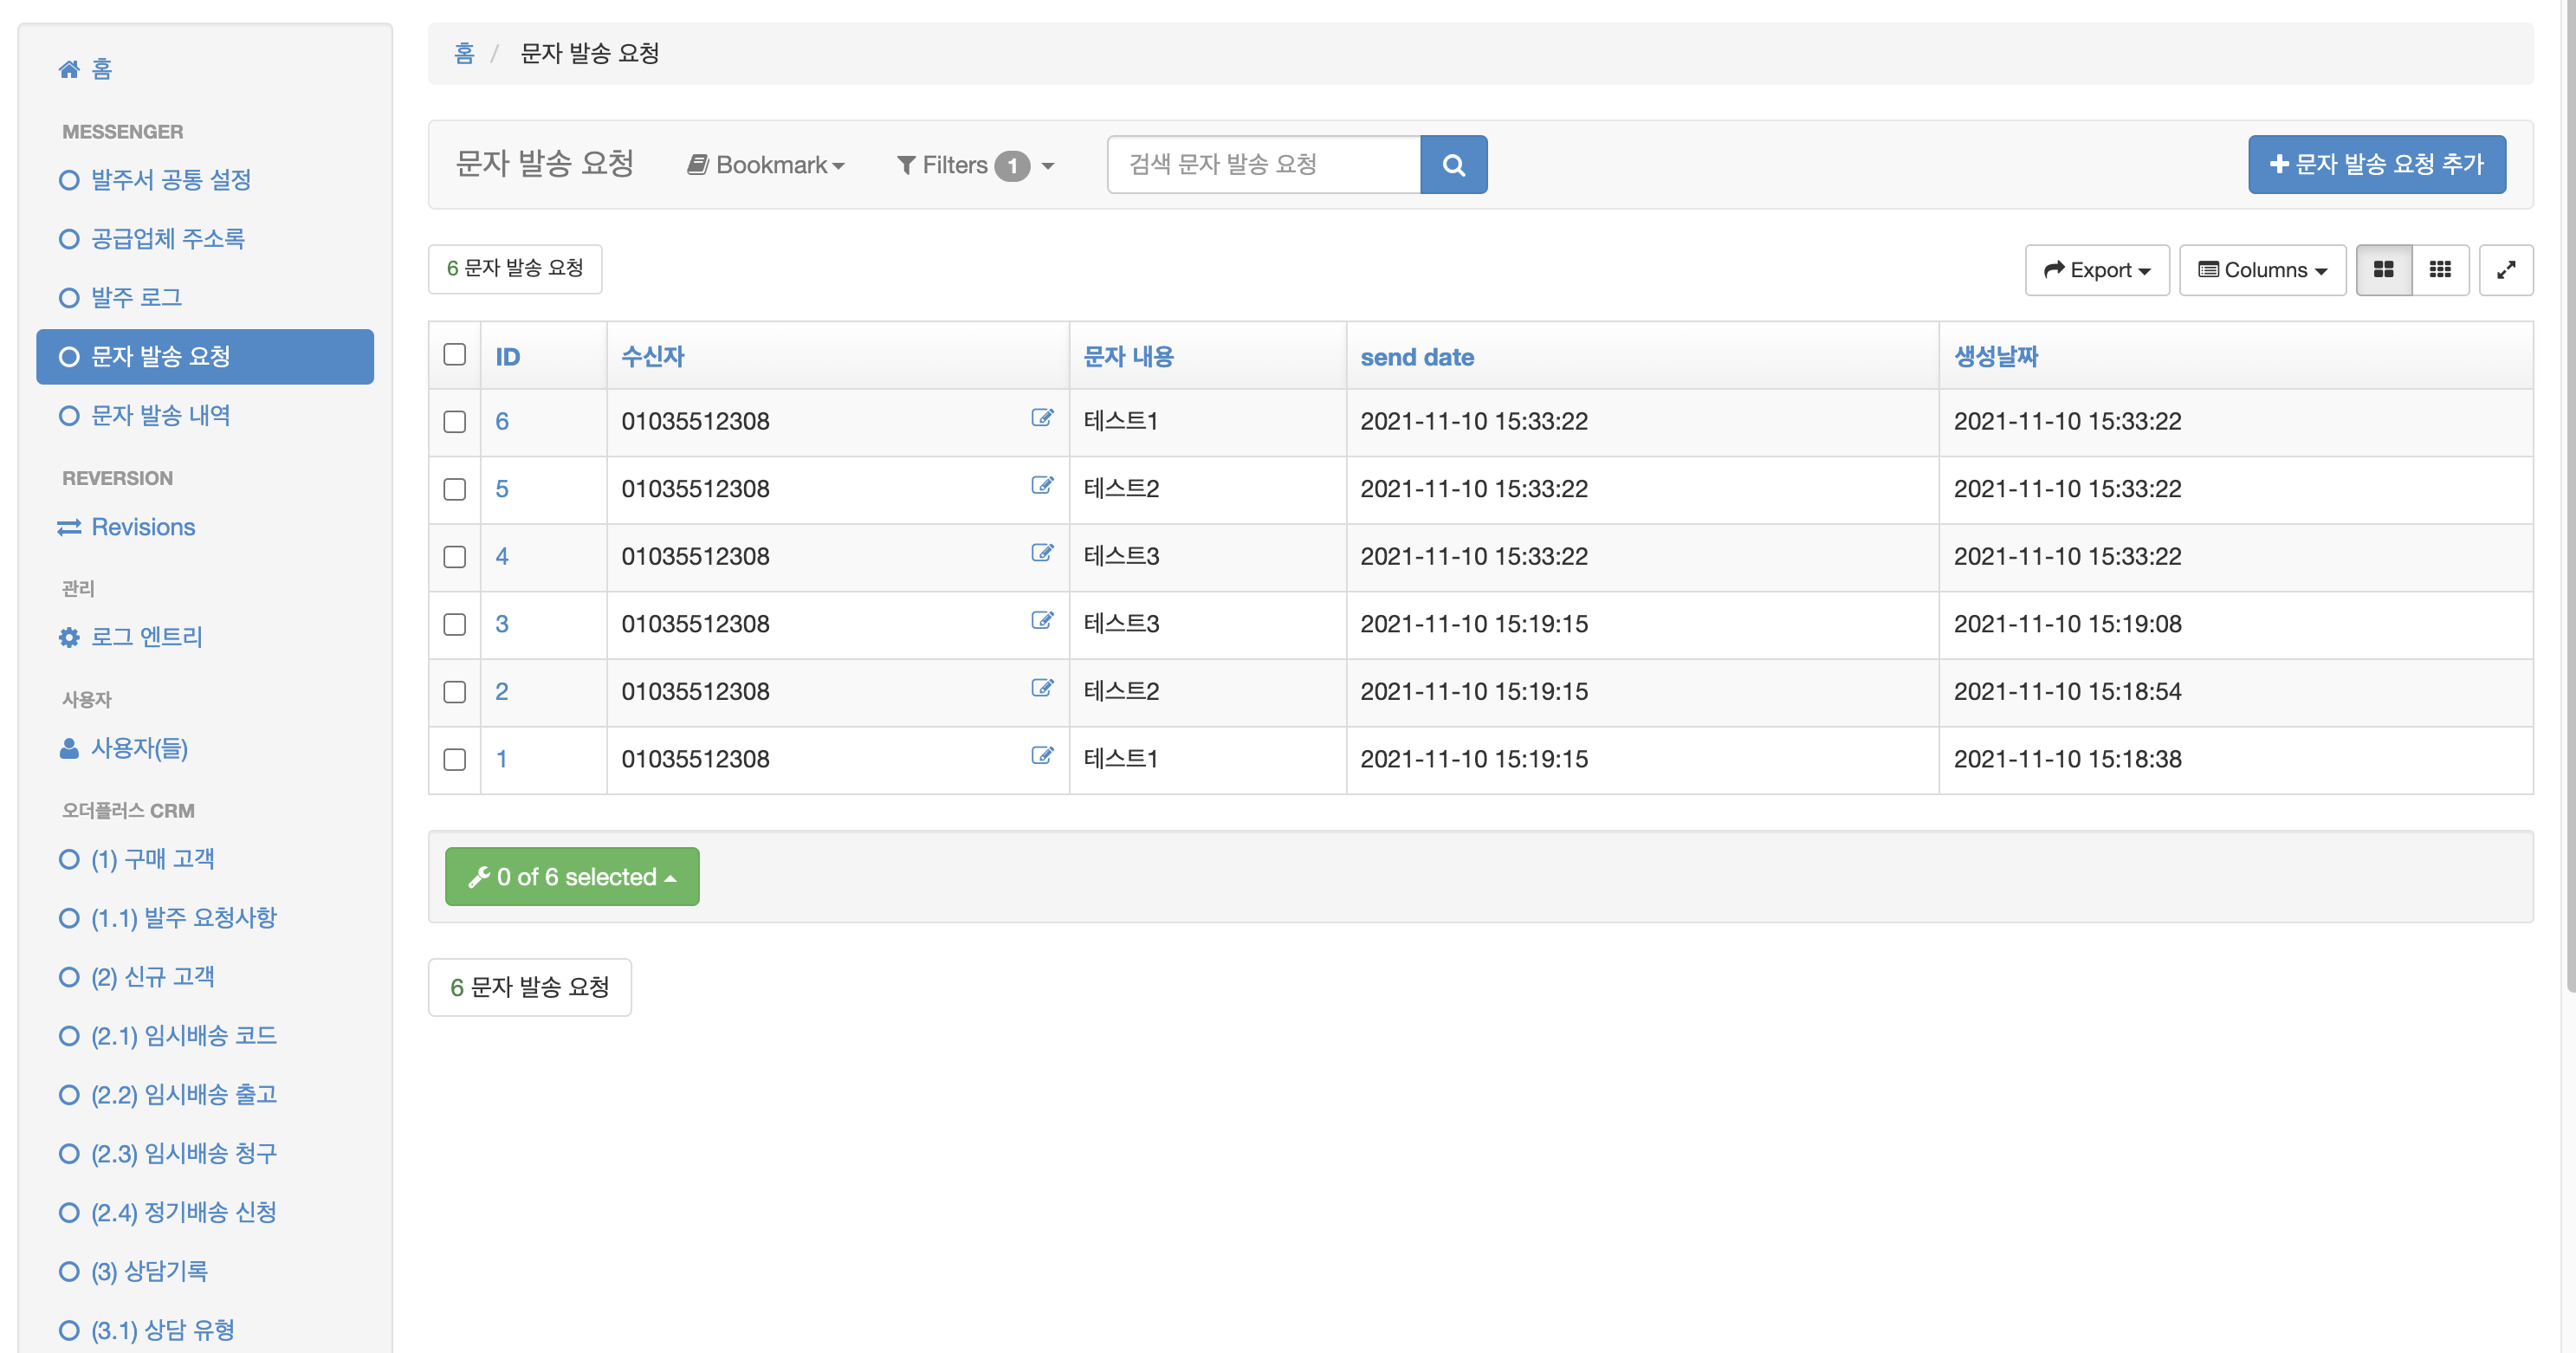 홈
MESSENGER
발주서 공통 설정
공급업체 주소록
발주 로그
문자 발송 요청
문자 발송 내역
REVERSION
Revisions
관리
로그 엔트리
사용자
사용자(들)
오더플러스 CRM
(1) 구매 고객
(1.1) 발주 요청사항
(2) 신규 고객
(2.1) 임시배송 코드
(2.2) 임시배송 출고
(2.3) 임시배송 청구
(2.4) 정기배송 신청
(3) 상담기록
(3.1) 상담 유형
홈 / 문자 발송 요청
문자 발송 요청 Bookmark Filters 1 검색 문자 발송 요청 문자 발송 요청 추가
6 문자 발송 요청 Export Columns
ID 수신자 문자 내용 send date 생성날짜
6 01035512308 테스트1 2021-11-10 15:33:22 2021-11-10 15:33:22
5 01035512308 테스트2 2021-11-10 15:33:22 2021-11-10 15:33:22
4 01035512308 테스트3 2021-11-10 15:33:22 2021-11-10 15:33:22
3 01035512308 테스트3 2021-11-10 15:19:15 2021-11-10 15:19:08
2 01035512308 테스트2 2021-11-10 15:19:15 2021-11-10 15:18:54
1 01035512308 테스트1 2021-11-10 15:19:15 2021-11-10 15:18:38
0 of 6 selected
6 문자 발송 요청